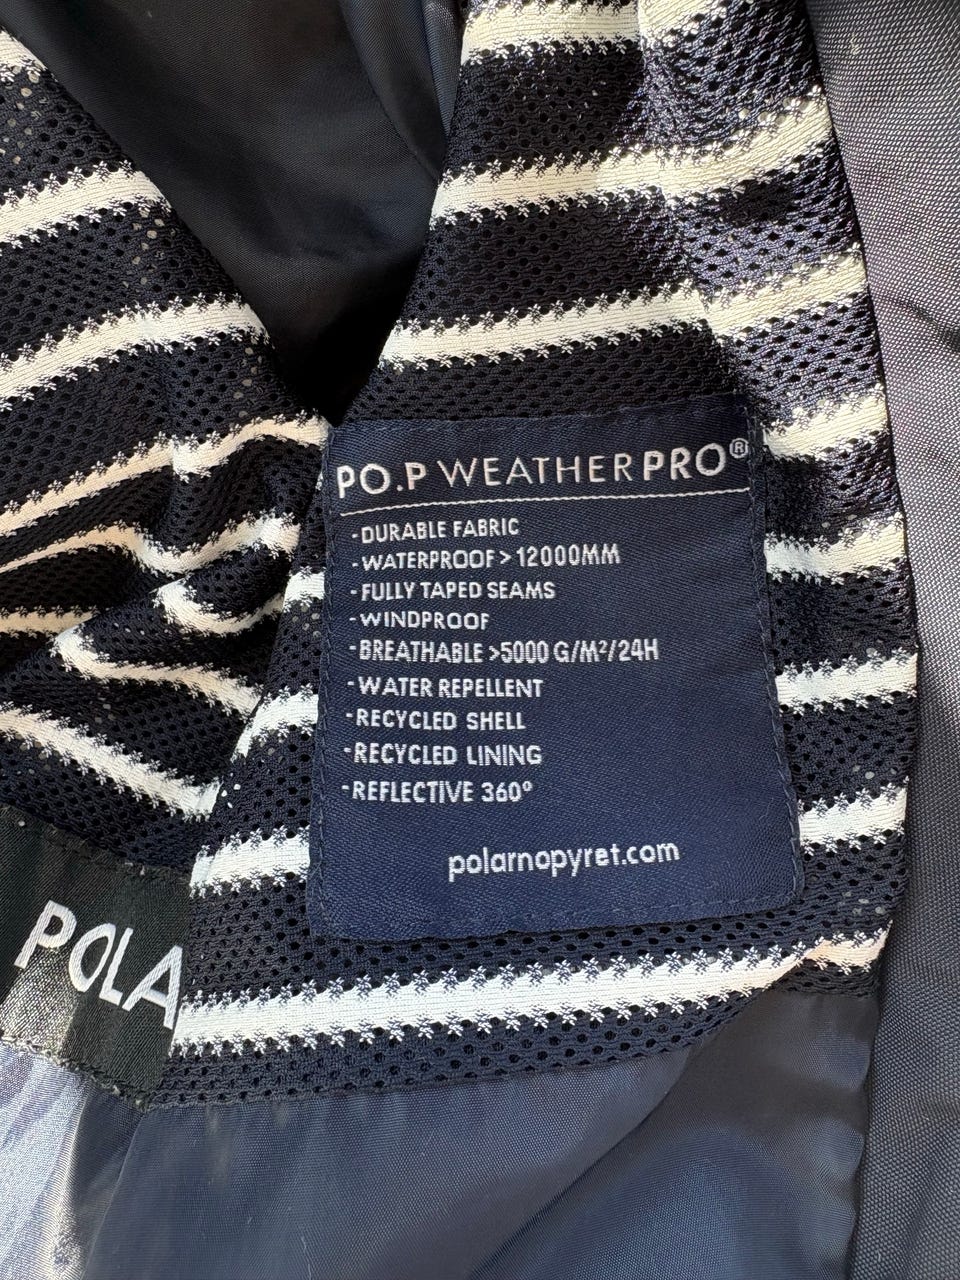 PO.P WEATHERPRO®
-DURABLE FABRIC
-WATERPROOF > 12000MM
-FULLY TAPED SEAMS
-WINDPROOF
-BREATHABLE >5000 G/M²/24H
-WATER REPELLENT
-RECYCLED SHELL
-RECYCLED LINING
-REFLECTIVE 360°
polarnopyret.com
POLA